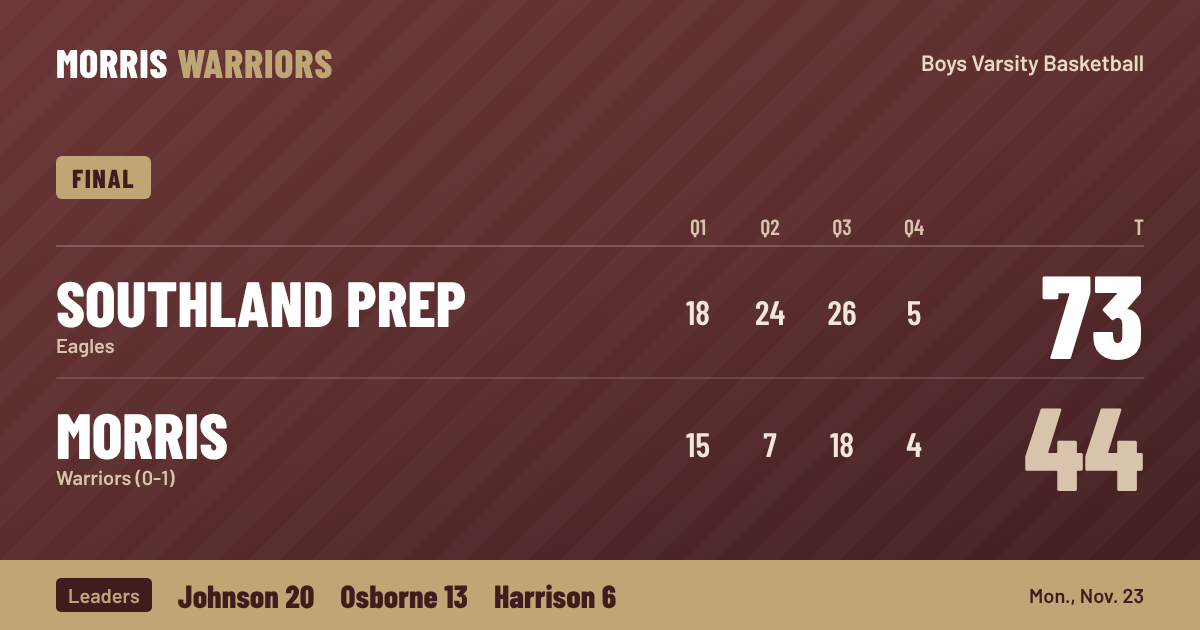 MORRIS WARRIORS
Boys Varsity Basketball
FINAL
Q1 Q2 Q3 Q4 T
SOUTHLAND PREP 18 24 26 5 73
Eagles
MORRIS 15 7 18 4 44
Warriors (0-1)
Leaders Johnson 20 Osborne 13 Harrison 6 Mon., Nov. 23